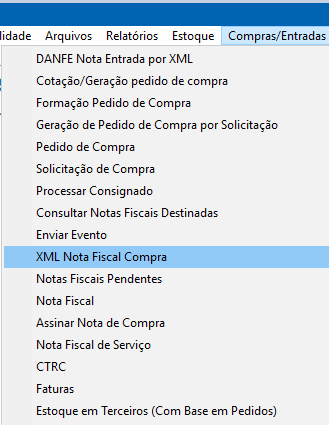 lidade Arquivos Relatórios Estoque Compras/Entradas
DANFE Nota Entrada por XML
Cotação/Geração pedido de compra
Formação Pedido de Compra
Geração de Pedido de Compra por Solicitação
Pedido de Compra
Solicitação de Compra
Processar Consignado
Consultar Notas Fiscais Destinadas
Enviar Evento
XML Nota Fiscal Compra
Notas Fiscais Pendentes
Nota Fiscal
Assinar Nota de Compra
Nota Fiscal de Serviço
CTRC
Faturas
Estoque em Terceiros (Com Base em Pedidos)